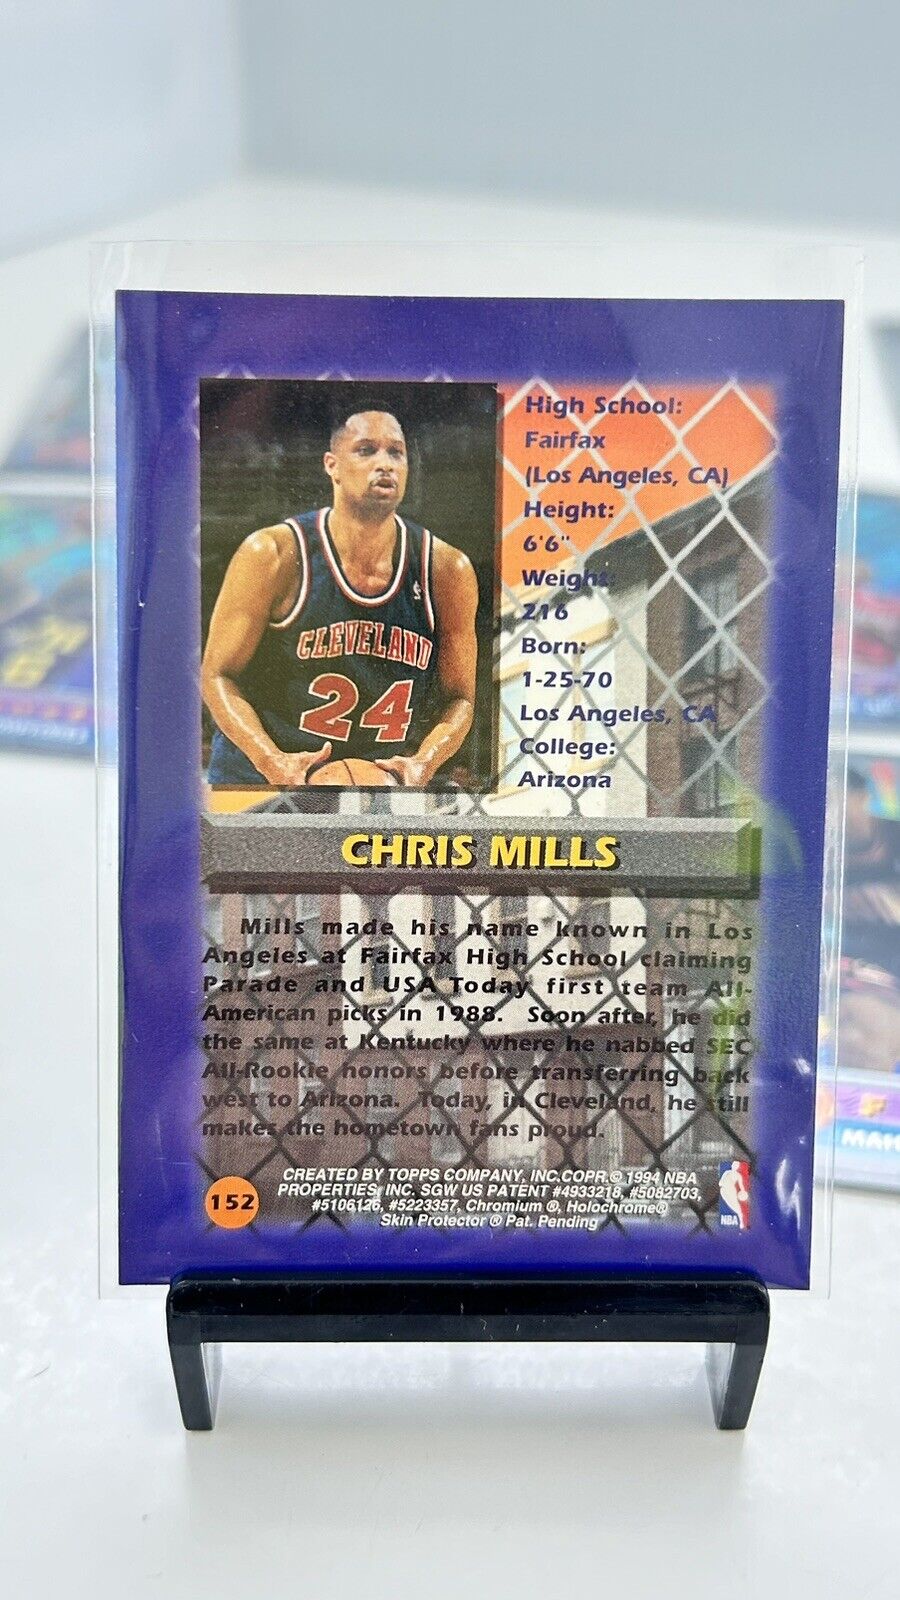 High School:
Fairfax
(Los Angeles, CA)
Height:
6'6"
Weight:
216
Born:
1-25-70
Los Angeles, CA
College:
Arizona
CLEVELAND
24
CHRIS MILLS
Mills made his name known in Los
Angeles at Fairfax High School claiming
Parade and USA Today first team All-
American picks in 1988. Soon after, he did
the same at Kentucky where he nabbed SEC
All-Rookie honors before transferring back
west to Arizona. Today, in Cleveland, he still
makes the hometown fans proud.
152
CREATED BY TOPPS COMPANY, INC.COPR.© 1994 NBA
PROPERTIES, INC. SGW US PATENT #4933218, #5082703,
#5106126, #5223357, Chromium ®, Holochrome®
Skin Protector ® Pat. Pending
NBA